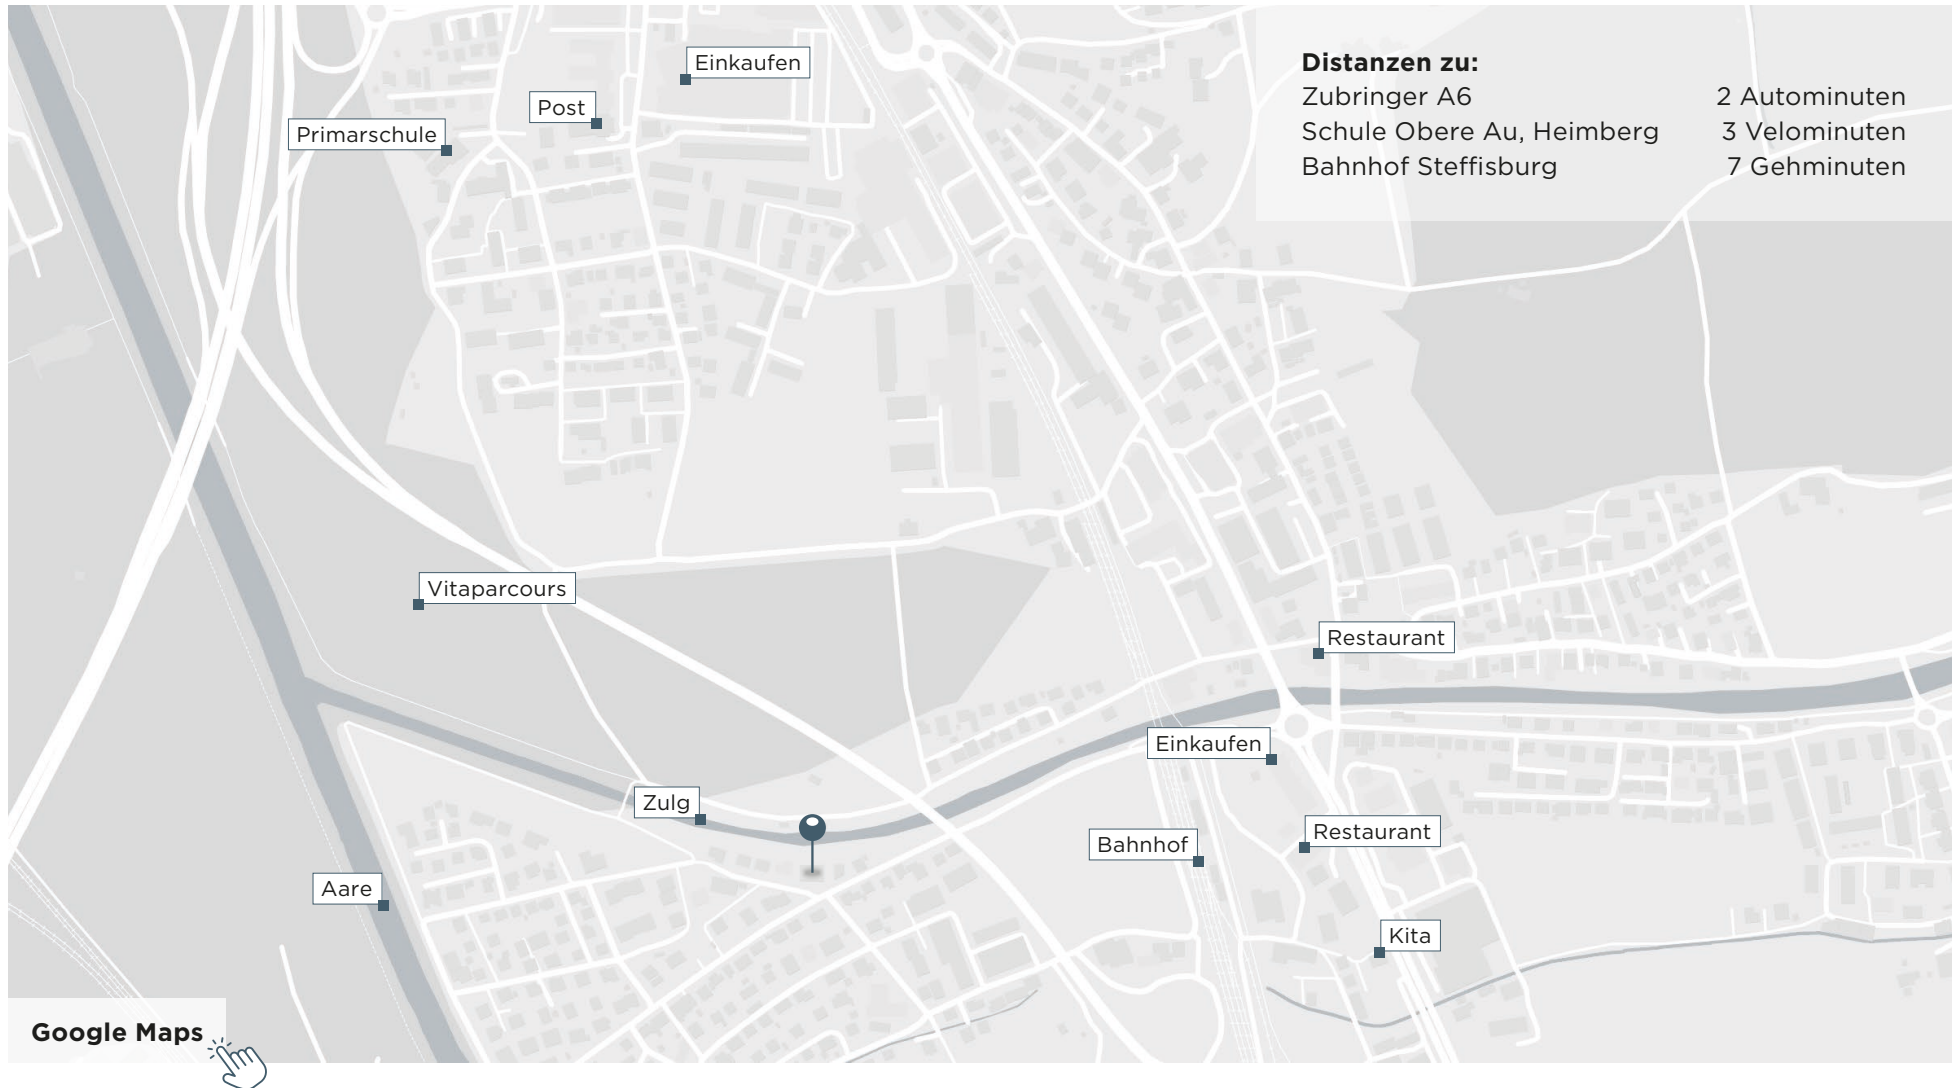 Einkaufen
Post
Primarschule
Distanzen zu:
Zubringer A6 2 Autominuten
Schule Obere Au, Heimberg 3 Velominuten
Bahnhof Steffisburg 7 Gehminuten
Vitaparcours
Restaurant
Einkaufen
Zulg
Restaurant
Bahnhof
Aare
Kita
Google Maps